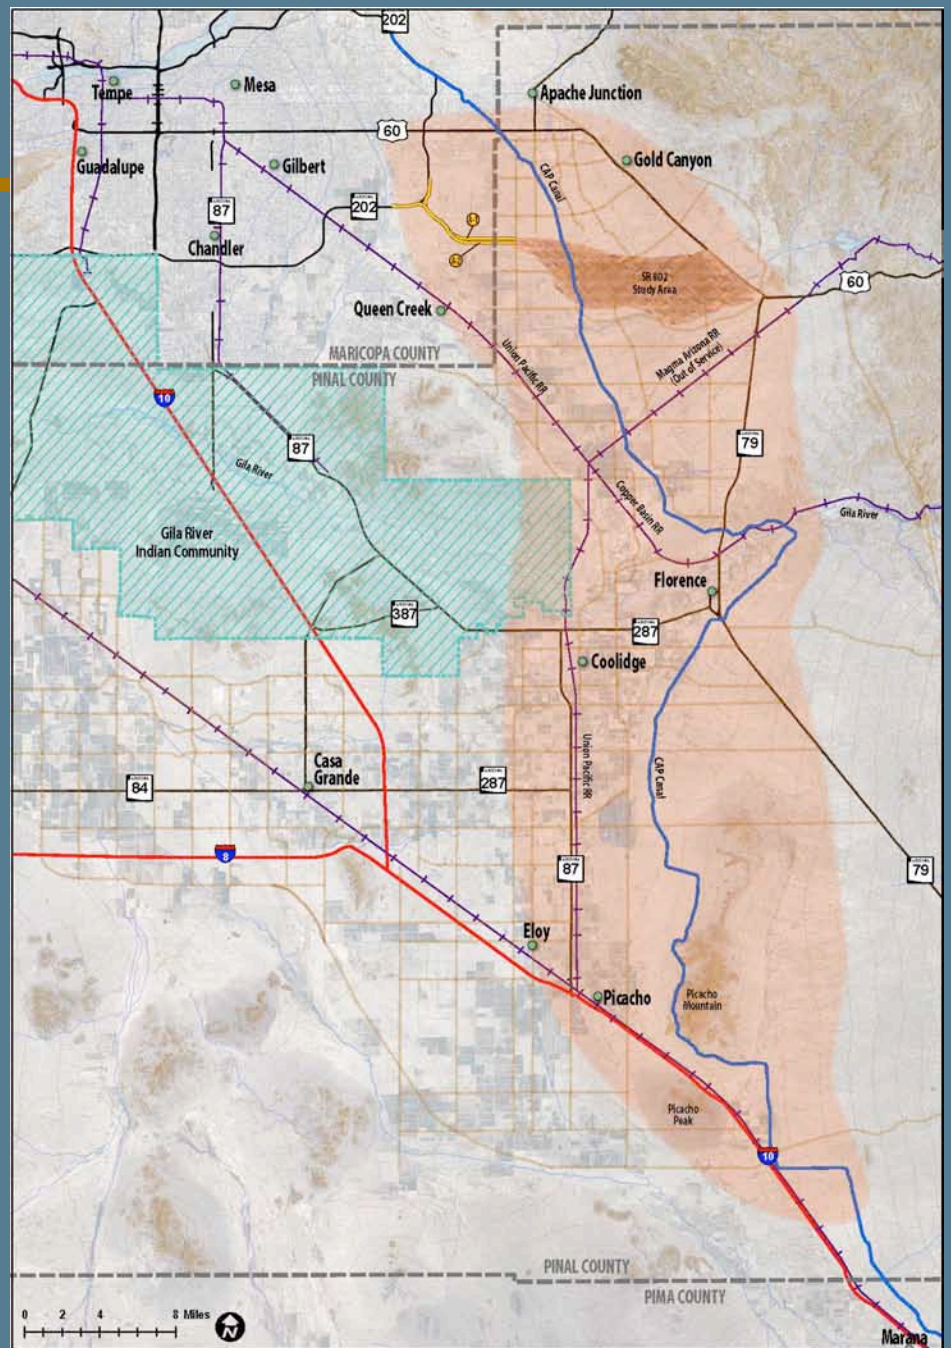 202
Tempe
Mesa
Apache Junction
60
Guadalupe
Gilbert
Gold Canyon
CAP Canal
87
202
Chandler
SR 802
Study Area
60
Queen Creek
MARICOPA COUNTY
PINAL COUNTY
Union Pacific RR
Magma Arizona RR
(Out of Service)
10
87
79
Gila River
Copper Basin RR
Gila River
Gila River
Indian Community
Florence
387
287
Coolidge
Casa
Grande
Union Pacific RR
CAP Canal
84
287
8
87
79
Eloy
Picacho
Picacho
Mountain
Picacho
Peak
10
PINAL COUNTY
PIMA COUNTY
0 2 4 8 Miles
N
Marana